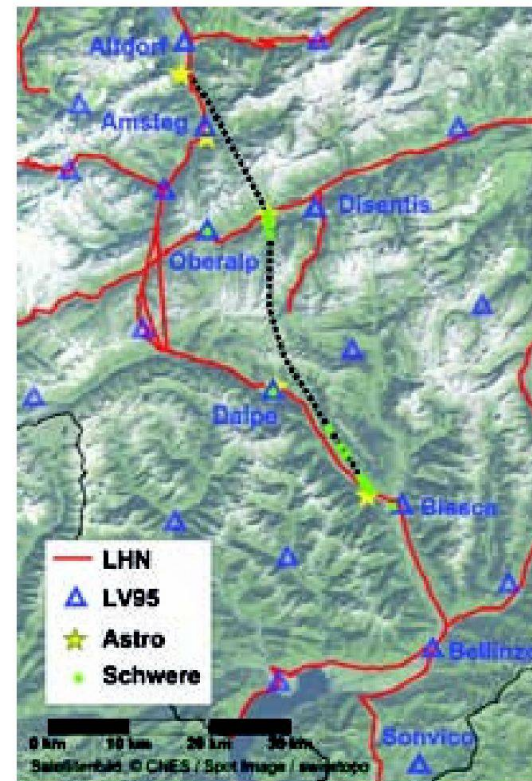 Altdorf
Amsteg
Disentis
Oberalp
Dalpe
Biasca
LHN
LV95
Astro
Schwere
Bellinzo
0 km 10 km 20 km 30 km
Sonvico
Satellitenbild © CNES / Spot Image / swisstopo